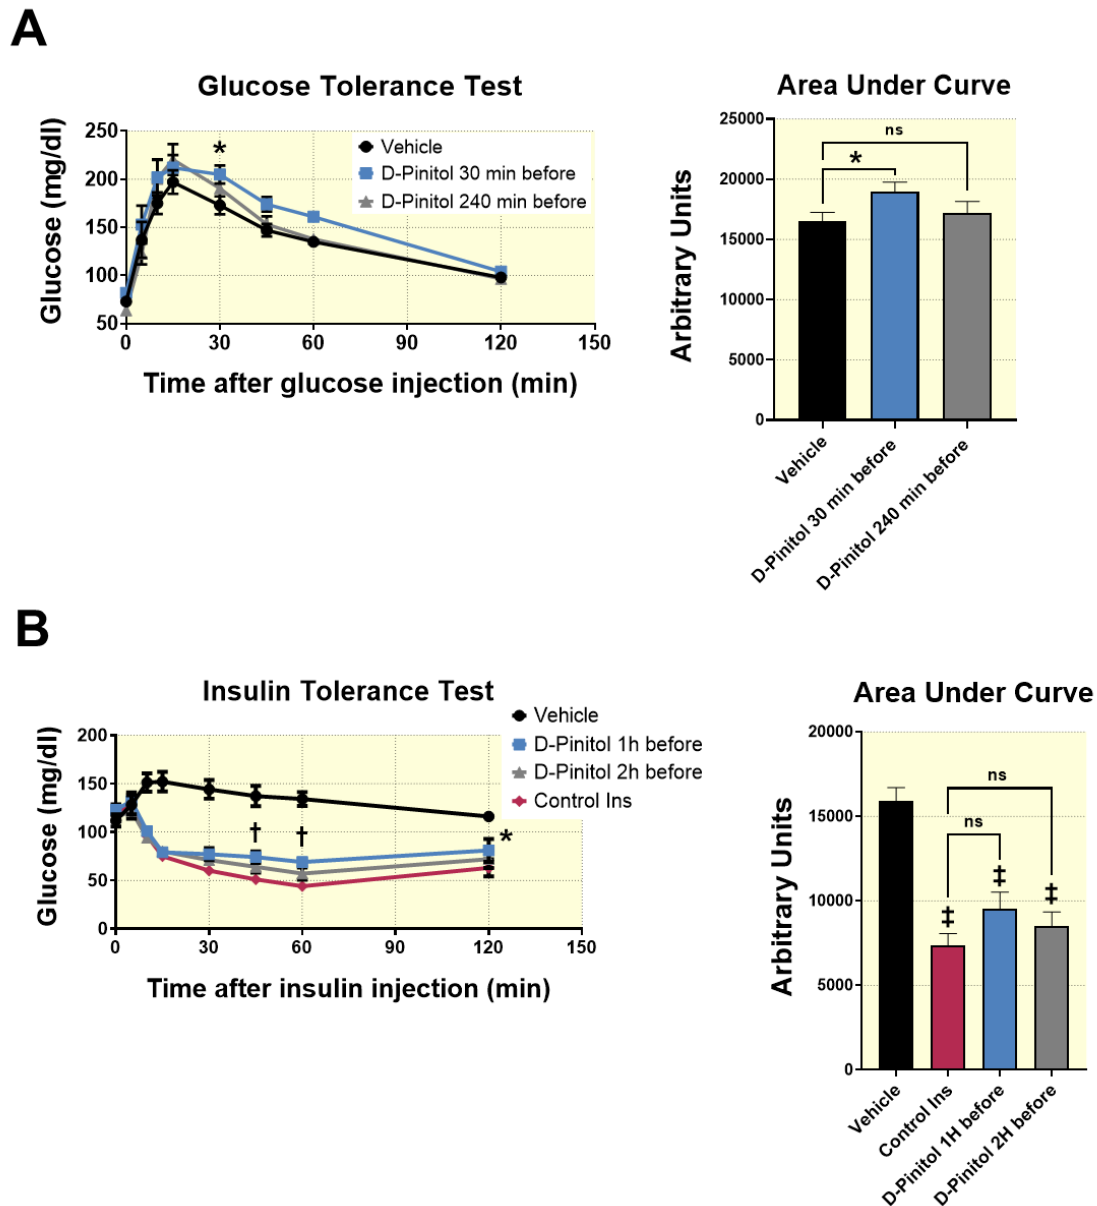 A
Glucose Tolerance Test
Glucose (mg/dl)
250
200
150
100
50
0
30
60
90
120
150
*
Vehicle
D-Pinitol 30 min before
D-Pinitol 240 min before
Time after glucose injection (min)
Area Under Curve
Arbitrary Units
25000
20000
15000
10000
5000
0
ns
*
Vehicle
D-Pinitol 30 min before
D-Pinitol 240 min before
B
Insulin Tolerance Test
Glucose (mg/dl)
200
150
100
50
0
0
30
60
90
120
150
†
†
*
Vehicle
D-Pinitol 1h before
D-Pinitol 2h before
Control Ins
Time after insulin injection (min)
Area Under Curve
Arbitrary Units
20000
15000
10000
5000
0
ns
ns
‡
‡
‡
Vehicle
Control Ins
D-Pinitol 1H before
D-Pinitol 2H before